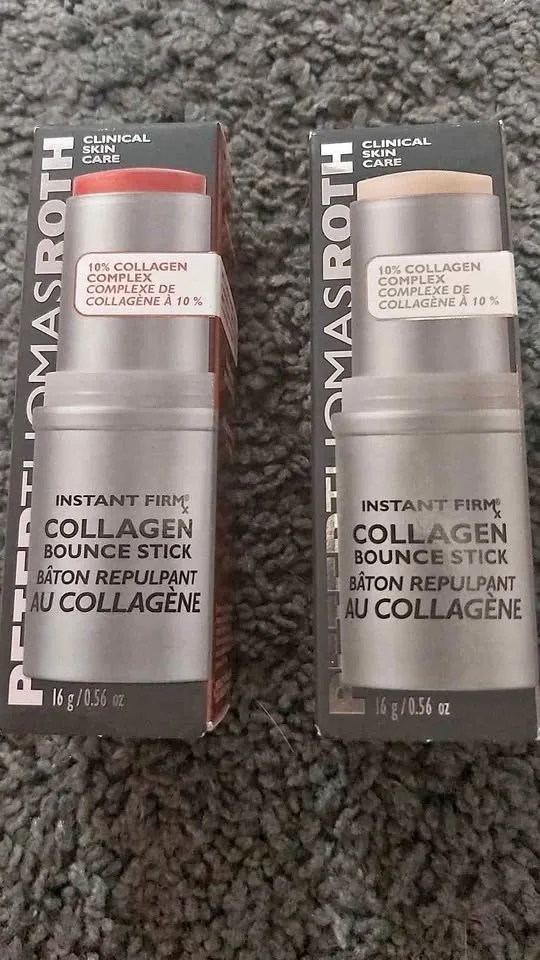 PETER THOMAS ROTH
CLINICAL
SKIN
CARE
10% COLLAGEN
COMPLEX
COMPLEXE DE
COLLAGÈNE À 10 %
INSTANT FIRMx®
COLLAGEN
BOUNCE STICK
BÂTON REPULPANT
AU COLLAGÈNE
16 g/0.56 oz
PETER THOMAS ROTH
CLINICAL
SKIN
CARE
10% COLLAGEN
COMPLEX
COMPLEXE DE
COLLAGÈNE À 10 %
INSTANT FIRMx®
COLLAGEN
BOUNCE STICK
BÂTON REPULPANT
AU COLLAGÈNE
16 g/0.56 oz